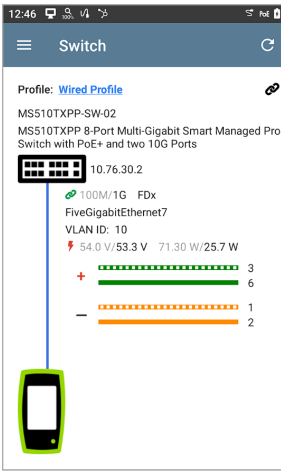 12:46 100%
PoE
Switch
Profile: Wired Profile
MS510TXPP-SW-02
MS510TXPP 8-Port Multi-Gigabit Smart Managed Pro
Switch with PoE+ and two 10G Ports
10.76.30.2
100M/1G FDx
FiveGigabitEthernet7
VLAN ID: 10
54.0 V/53.3 V 71.30 W/25.7 W
+ 3
6
— 1
2